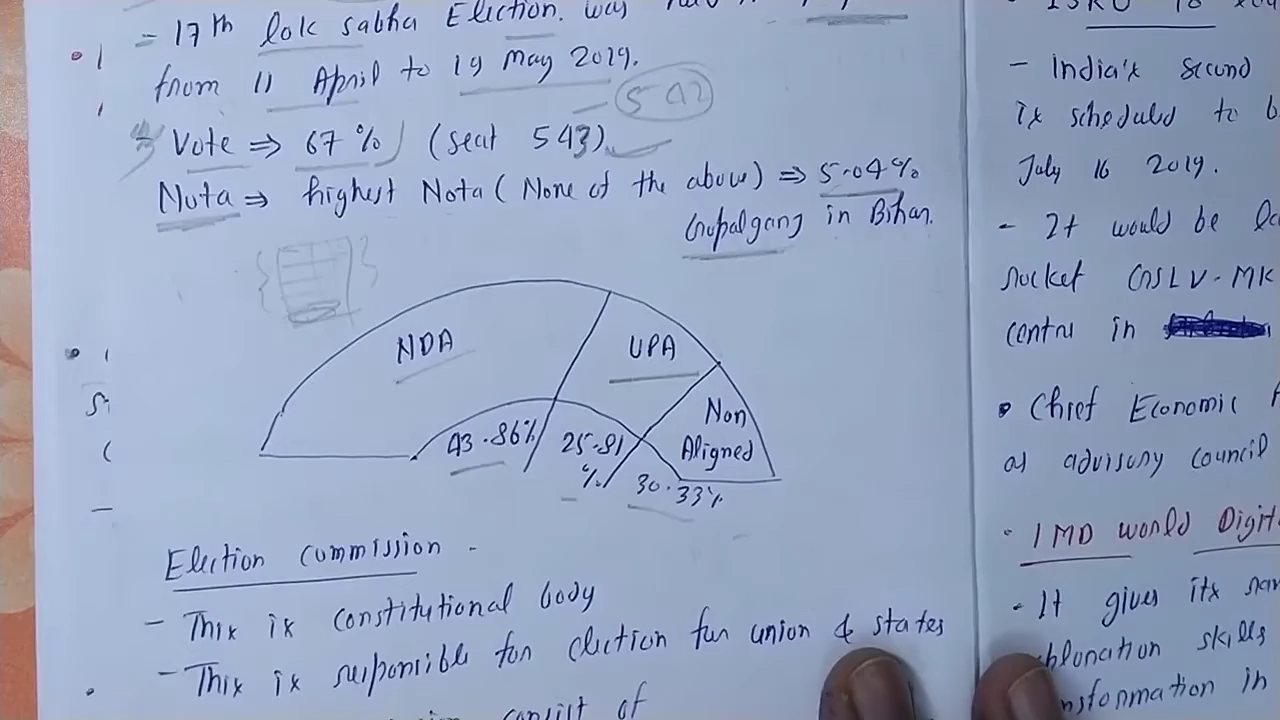 = 17th lok sabha Election. was
from 11 April to 19 May 2019.
542
Vote ⇒ 67% (seat 543)
Nota ⇒ highest Nota (None of the above) ⇒ 5.04%
Gopalganj in Bihar.
NDA
UPA
Non
Aligned
43.86%
25.81
%
30.33%
Election commission -
- This is constitutional body
- This is responsible for election for union & states
consist of
- India's second
is scheduled to b
July 16 2019.
- It would be
rocket GSLV-MK
centre in
• Chief Economic
as advisory council
• IMD world Digit
• It gives its
skills
nsformation in